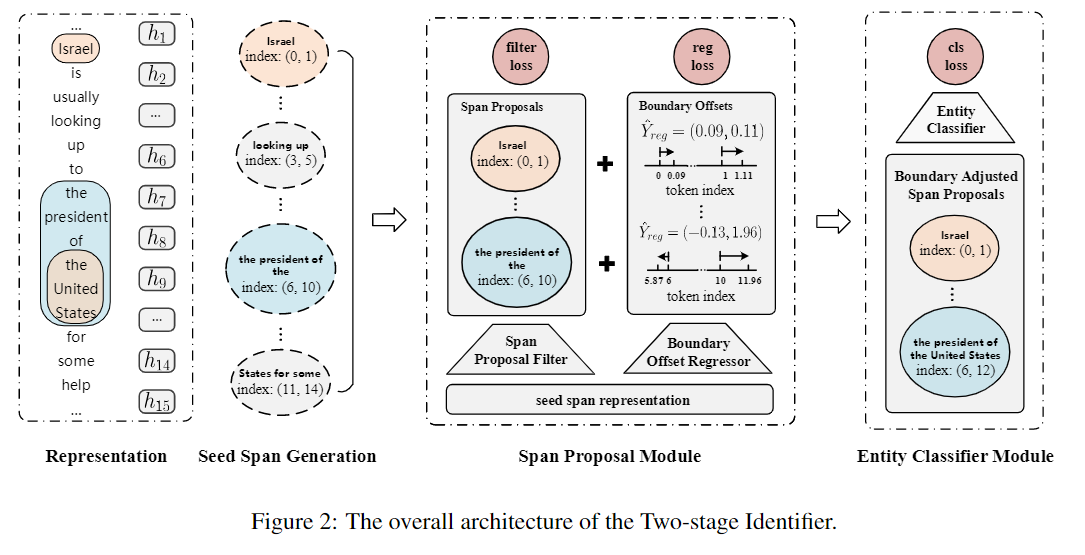 ...
Israel
is
usually
looking
up
to
the
president
of
the
United
States
for
some
help
...
h1
h2
...
h6
h7
h8
h9
...
h14
h15
Representation
Israel
index: (0, 1)
looking up
index: (3, 5)
the president of
the
index: (6, 10)
States for some
index: (11, 14)
Seed Span Generation
filter
loss
reg
loss
Span Proposals
Israel
index: (0, 1)
the president of
the
index: (6, 10)
+
+
Boundary Offsets
Ŷreg = (0.09, 0.11)
0 0.09 1 1.11
token index
Ŷreg = (−0.13, 1.96)
5.87 6 10 11.96
token index
Span
Proposal Filter
Boundary
Offset Regressor
seed span representation
Span Proposal Module
cls
loss
Entity
Classifier
Boundary Adjusted
Span Proposals
Israel
index: (0, 1)
the president of
the United States
index: (6, 12)
Entity Classifier Module
Figure 2: The overall architecture of the Two-stage Identifier.